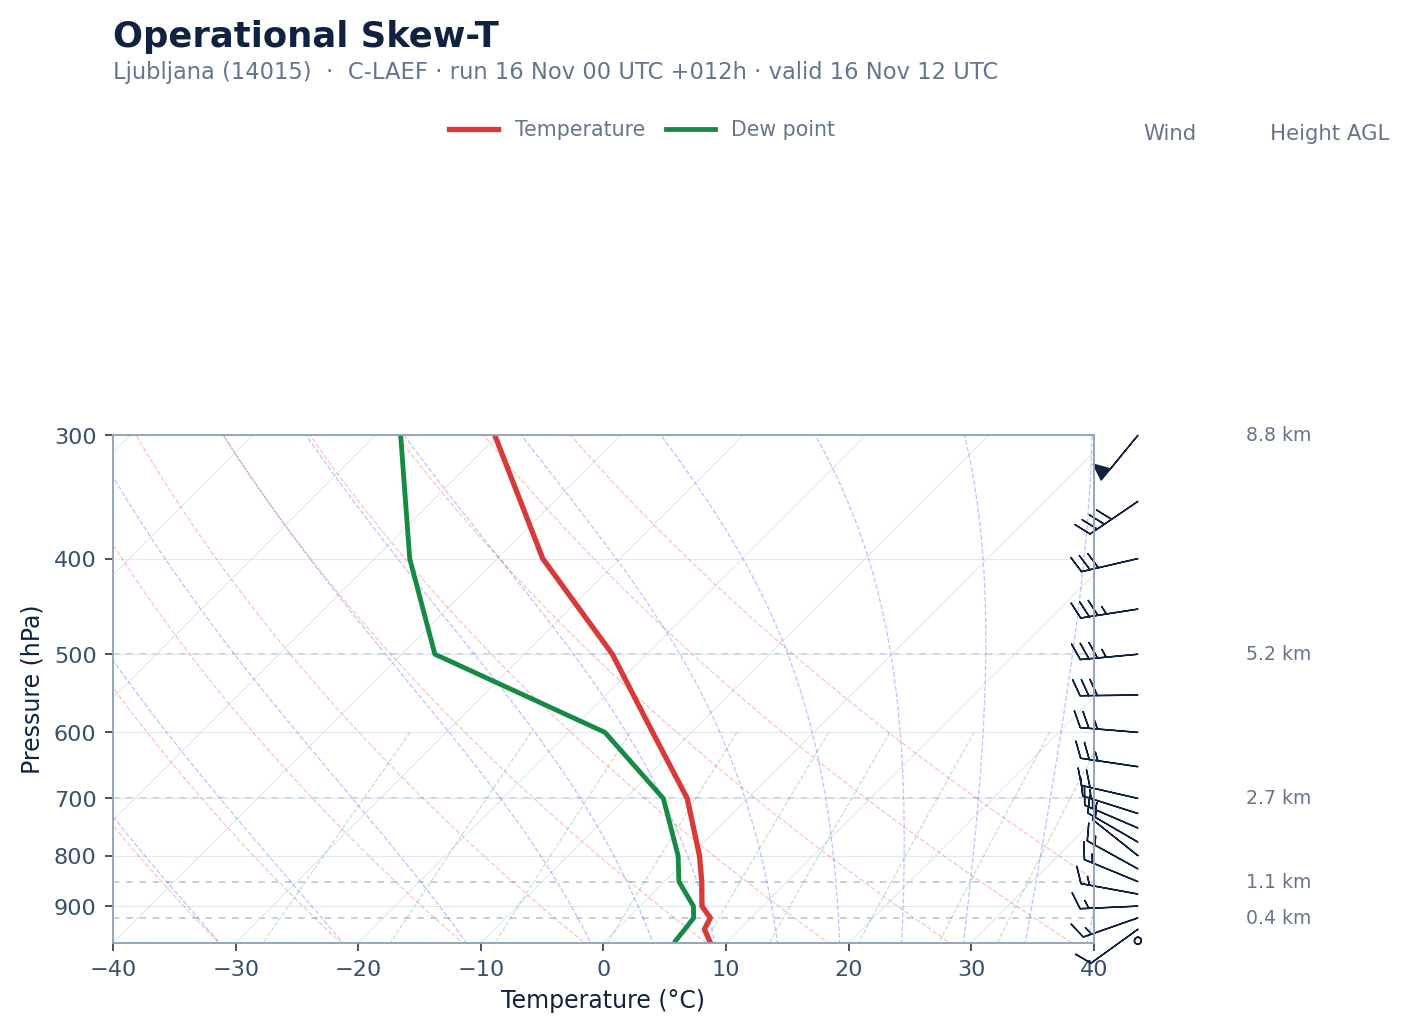 Operational Skew-T
Ljubljana (14015)  ·  C-LAEF · run 16 Nov 00 UTC +012h · valid 16 Nov 12 UTC
Temperature
Dew point
Wind
Height AGL
300
400
500
600
700
800
900
Pressure (hPa)
8.8 km
5.2 km
2.7 km
1.1 km
0.4 km
−40
−30
−20
−10
0
10
20
30
40
Temperature (°C)